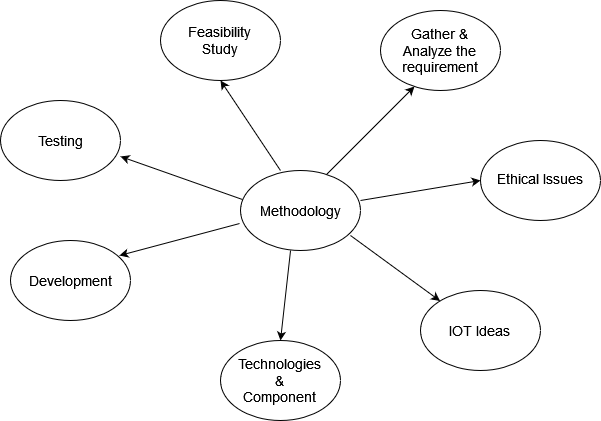 Feasibility
Study
Gather &
Analyze the
requirement
Testing
Ethical Issues
Methodology
Development
IOT Ideas
Technologies
&
Component